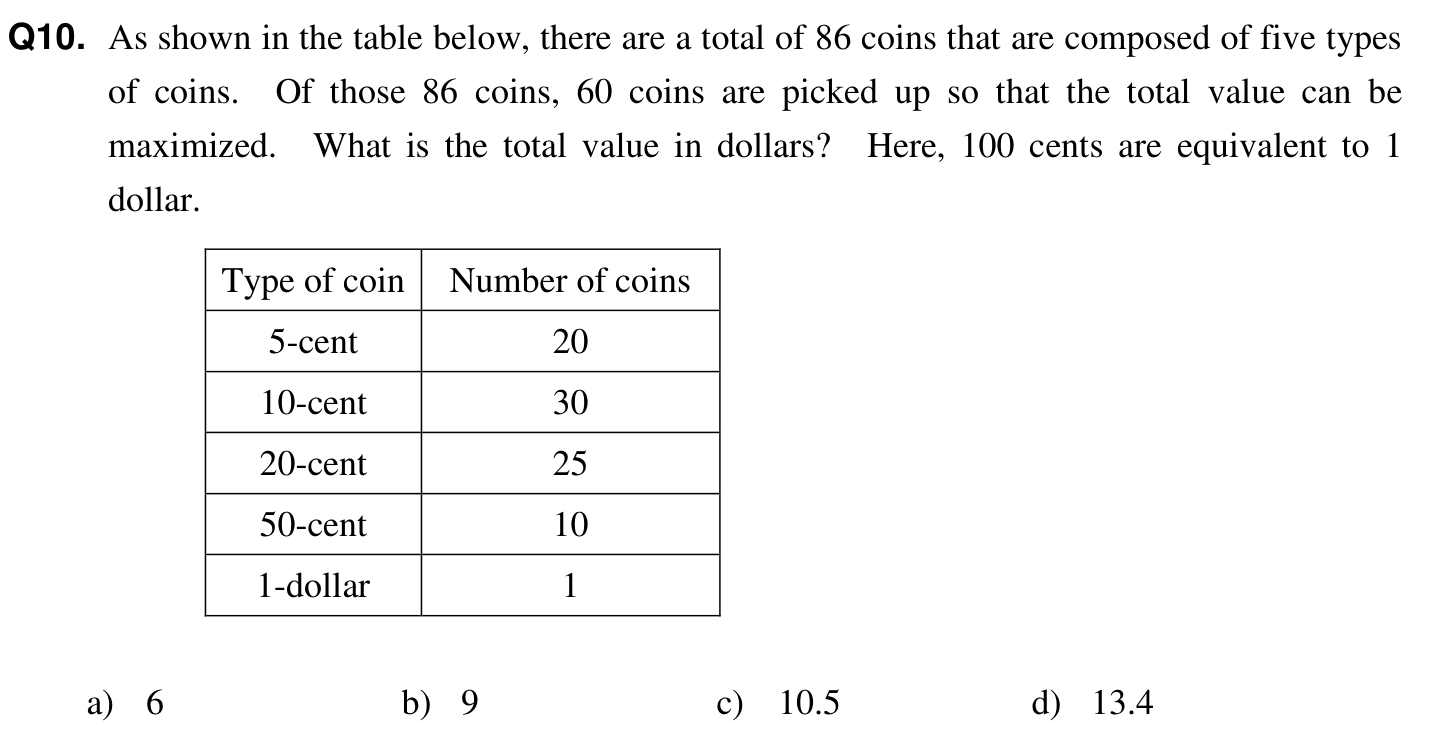 Q10. As shown in the table below, there are a total of 86 coins that are composed of five types
of coins. Of those 86 coins, 60 coins are picked up so that the total value can be
maximized. What is the total value in dollars? Here, 100 cents are equivalent to 1
dollar.
Type of coin Number of coins
5-cent 20
10-cent 30
20-cent 25
50-cent 10
1-dollar 1
a) 6 b) 9 c) 10.5 d) 13.4